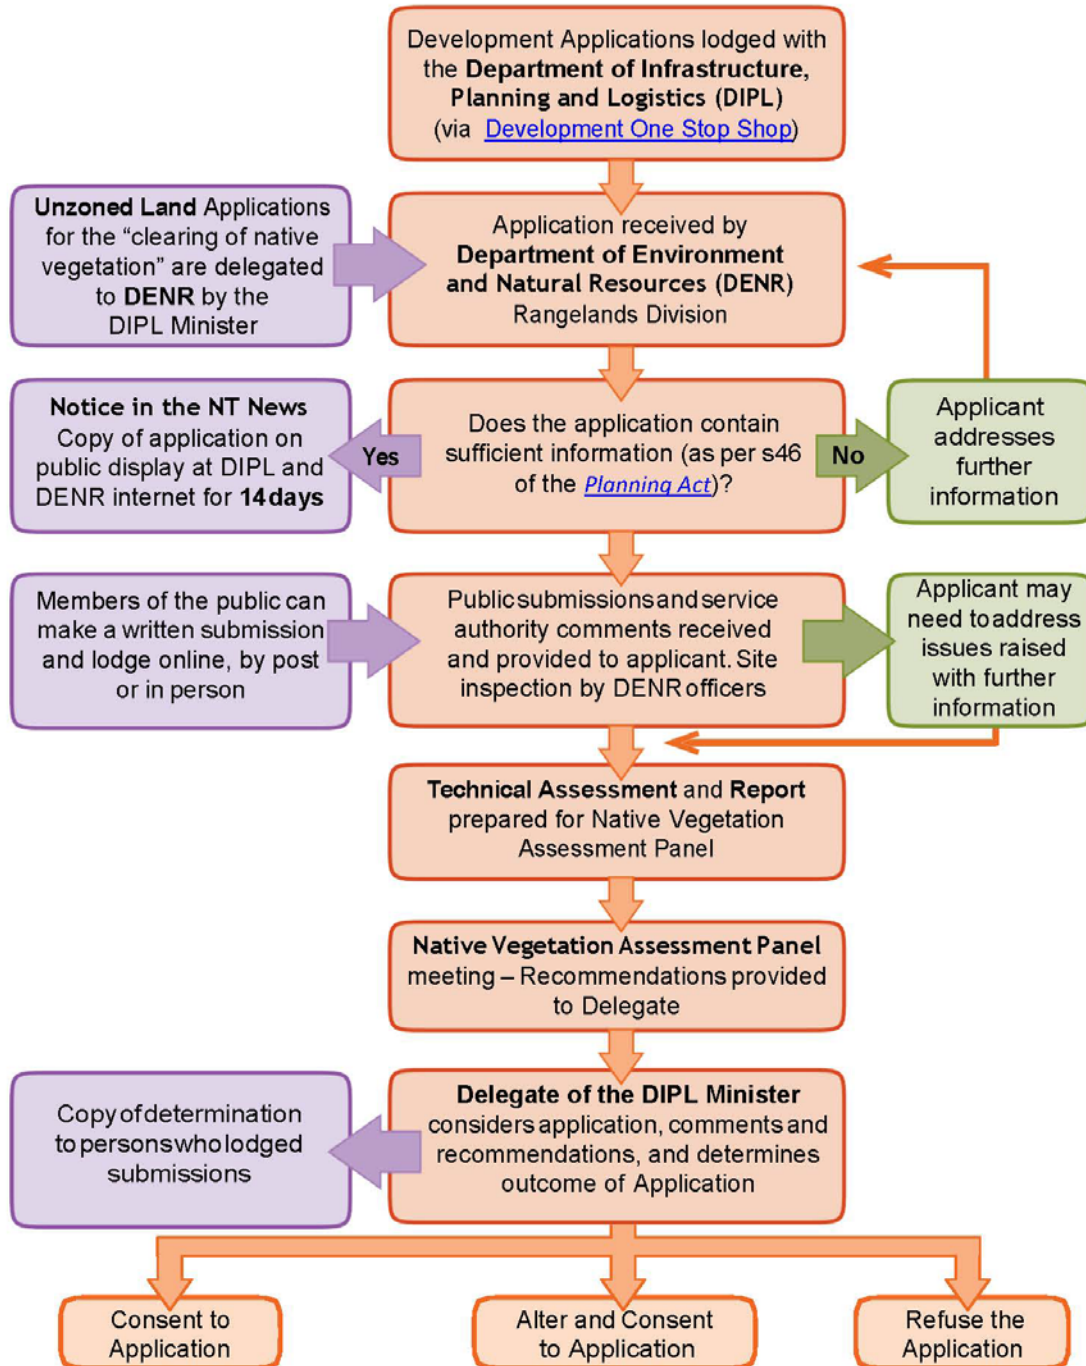 Development Applications lodged with
the Department of Infrastructure,
Planning and Logistics (DIPL)
(via Development One Stop Shop)
Unzoned Land Applications
for the “clearing of native
vegetation” are delegated
to DENR by the
DIPL Minister
Application received by
Department of Environment
and Natural Resources (DENR)
Rangelands Division
Notice in the NT News
Copy of application on
public display at DIPL and
DENR internet for 14 days
Yes
Does the application contain
sufficient information (as per s46
of the Planning Act)?
No
Applicant
addresses
further
information
Members of the public can
make a written submission
and lodge online, by post
or in person
Public submissions and service
authority comments received
and provided to applicant. Site
inspection by DENR officers
Applicant may
need to address
issues raised
with further
information
Technical Assessment and Report
prepared for Native Vegetation
Assessment Panel
Native Vegetation Assessment Panel
meeting – Recommendations provided
to Delegate
Copy of determination
to persons who lodged
submissions
Delegate of the DIPL Minister
considers application, comments and
recommendations, and determines
outcome of Application
Consent to
Application
Alter and Consent
to Application
Refuse the
Application